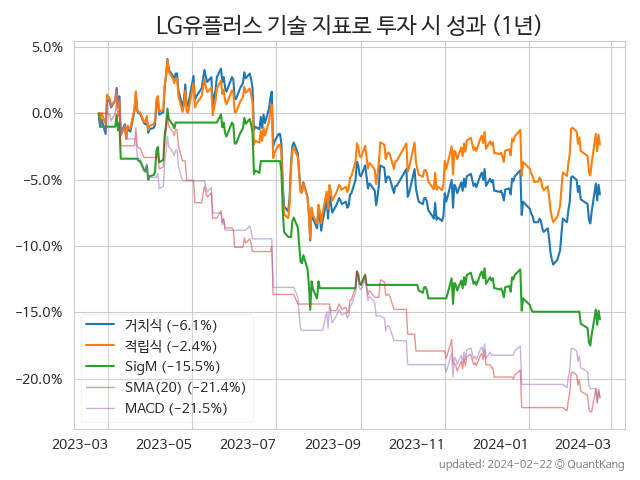 LG유플러스 기술 지표로 투자 시 성과 (1년)
5.0%
0.0%
−5.0%
−10.0%
−15.0%
−20.0%
거치식 (−6.1%)
적립식 (−2.4%)
SigM (−15.5%)
SMA(20) (−21.4%)
MACD (−21.5%)
2023-03 2023-05 2023-07 2023-09 2023-11 2024-01 2024-03
updated: 2024-02-22 © QuantKang